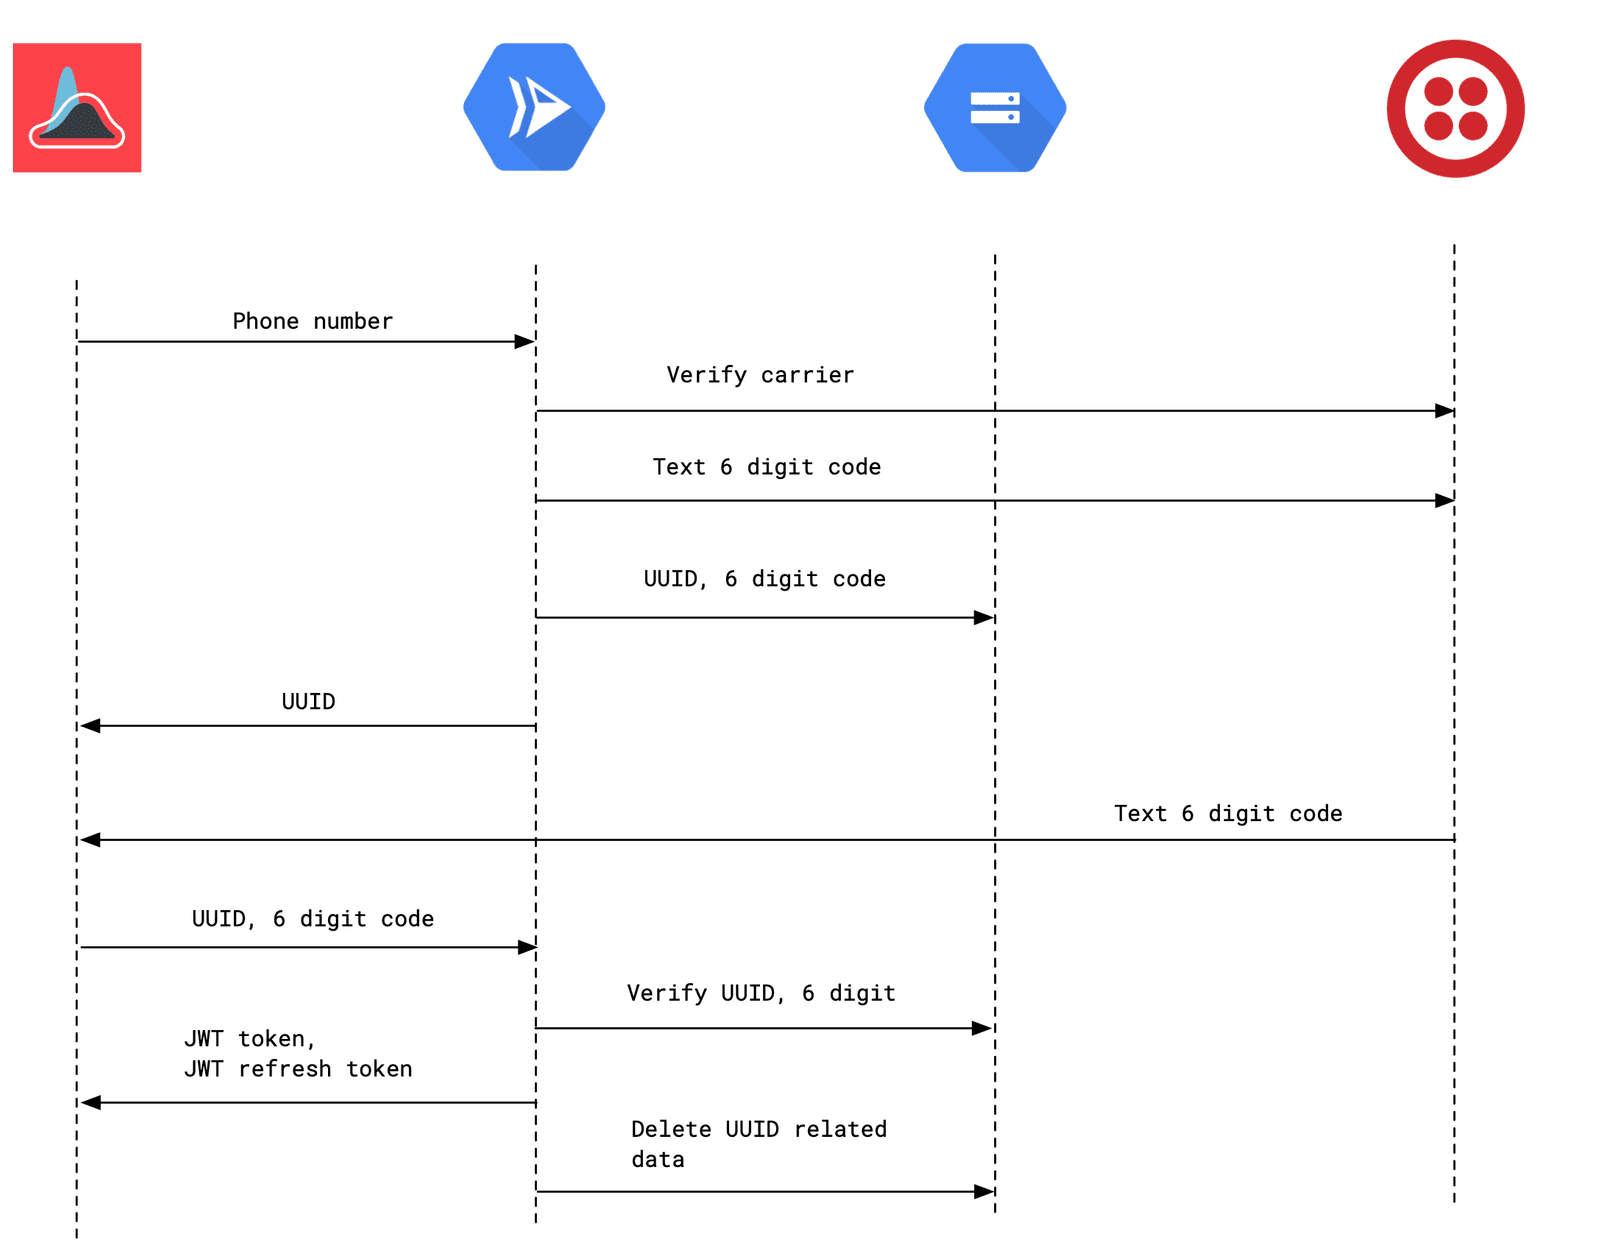 Phone number
Verify carrier
Text 6 digit code
UUID, 6 digit code
UUID
Text 6 digit code
UUID, 6 digit code
Verify UUID, 6 digit
JWT token,
JWT refresh token
Delete UUID related
data